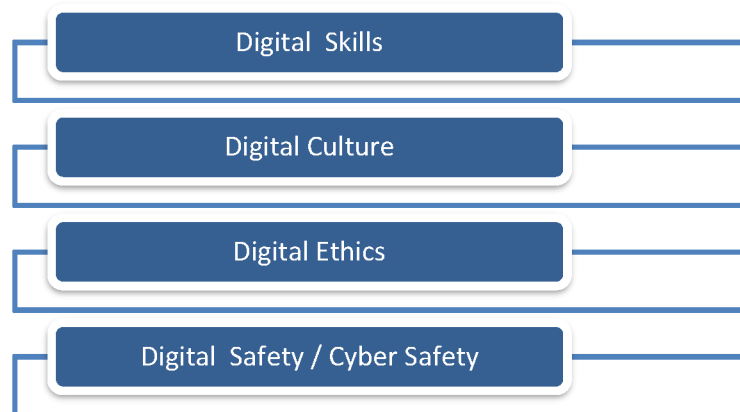 Digital Skills
Digital Culture
Digital Ethics
Digital Safety / Cyber Safety